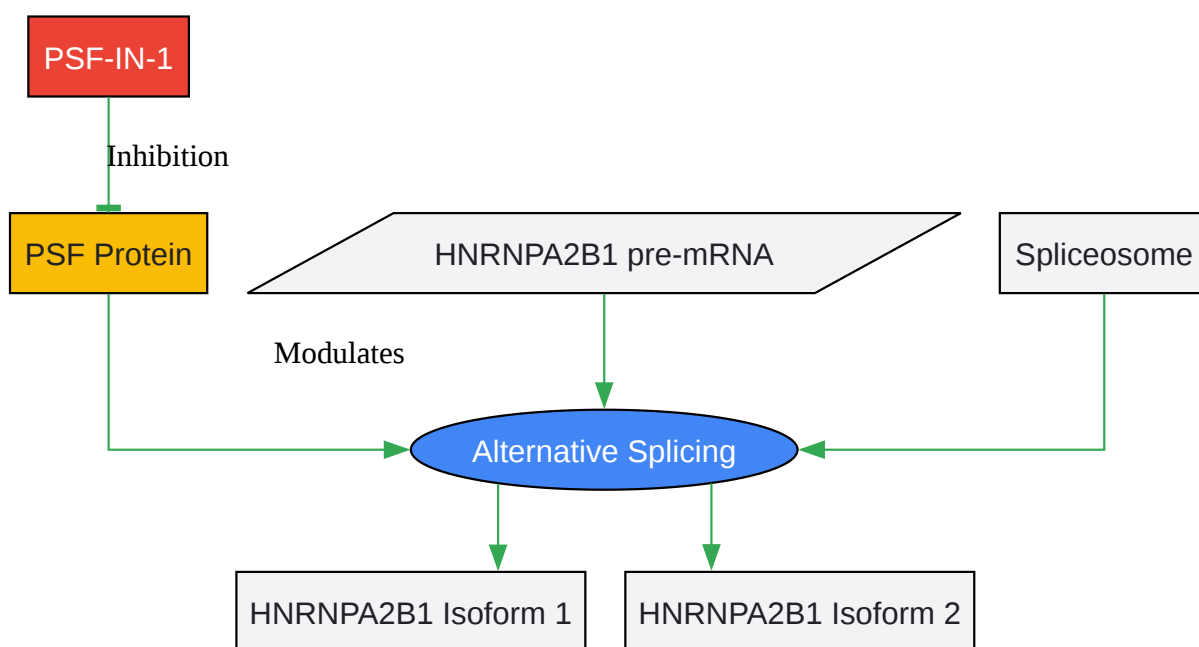 PSF-IN-1
Inhibition
PSF Protein
HNRNPA2B1 pre-mRNA
Spliceosome
Modulates
Alternative Splicing
HNRNPA2B1 Isoform 1
HNRNPA2B1 Isoform 2